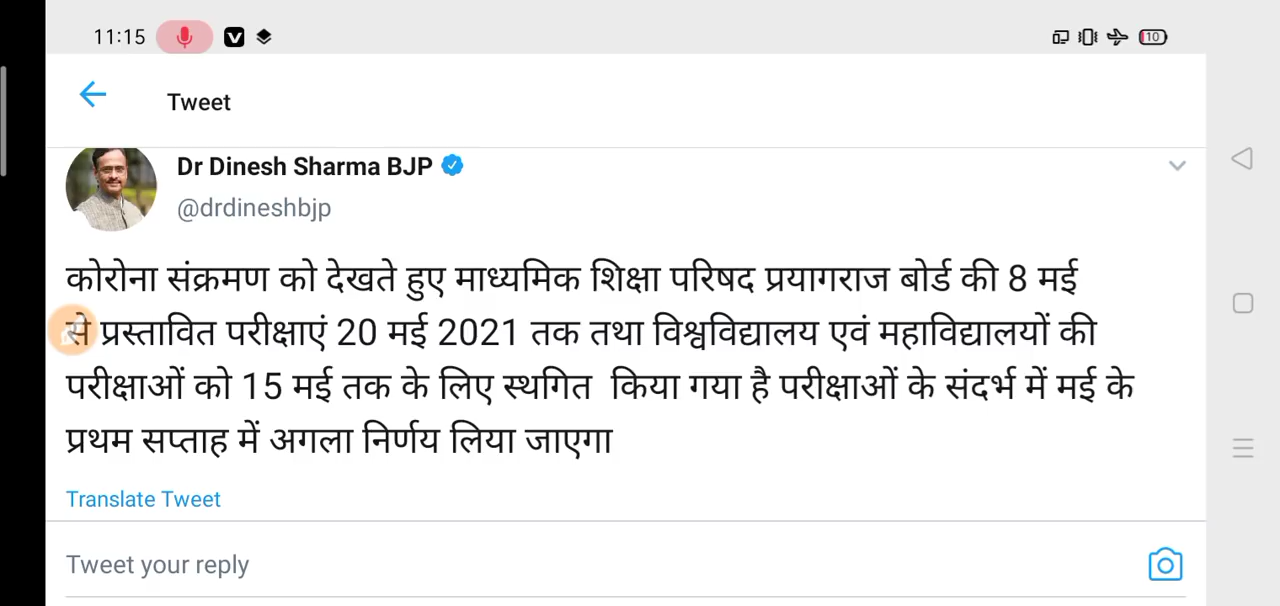 11:15
10
Tweet
Dr Dinesh Sharma BJP
@drdineshbjp
कोरोना संक्रमण को देखते हुए माध्यमिक शिक्षा परिषद प्रयागराज बोर्ड की 8 मई
से प्रस्तावित परीक्षाएं 20 मई 2021 तक तथा विश्वविद्यालय एवं महाविद्यालयों की
परीक्षाओं को 15 मई तक के लिए स्थगित किया गया है परीक्षाओं के संदर्भ में मई के
प्रथम सप्ताह में अगला निर्णय लिया जाएगा
Translate Tweet
Tweet your reply